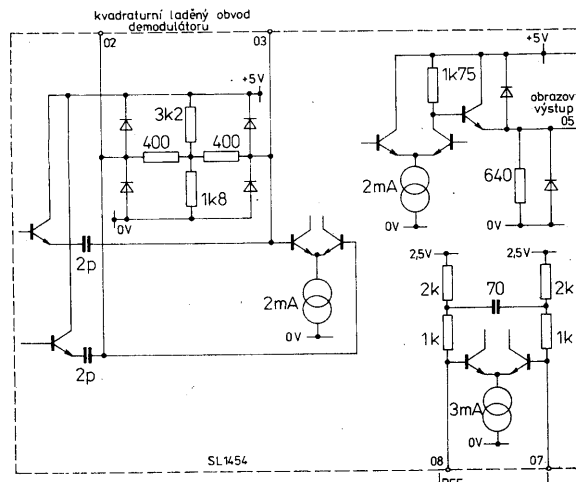 kvadraturní laděný obvod
demodulátoru
02
03
+5V
+5V
3k2
1k75
obrazov
výstup
05
400
400
1k8
2mA
640
0V
0V
0V
2p
2,5V
2,5V
2k
70
2k
2mA
1k
1k
0V
2p
3mA
0V
SL1454
08
07